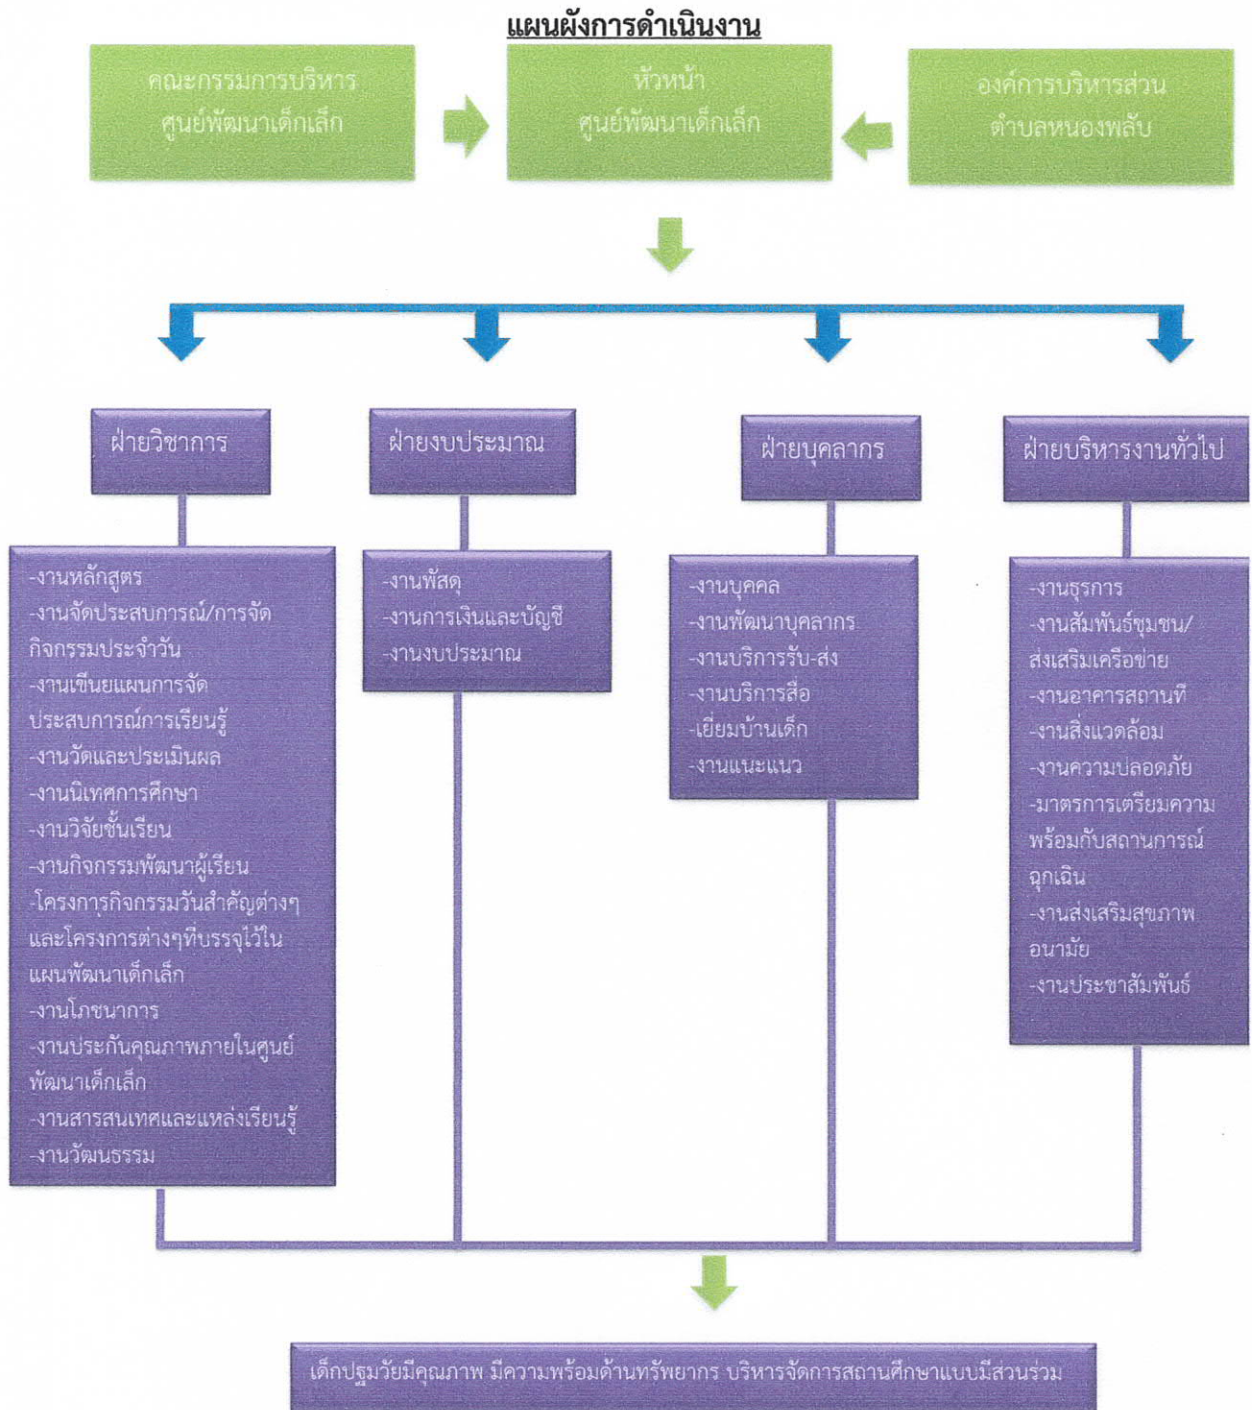 แผนผังการดำเนินงาน
คณะกรรมการบริหาร
ศูนย์พัฒนาเด็กเล็ก
หัวหน้า
ศูนย์พัฒนาเด็กเล็ก
องค์การบริหารส่วน
ตำบลหนองพลับ
ฝ่ายวิชาการ
-งานหลักสูตร
-งานจัดประสบการณ์/การจัด
กิจกรรมประจำวัน
-งานเขียนแผนการจัด
ประสบการณ์การเรียนรู้
-งานวัดและประเมินผล
-งานนิเทศการศึกษา
-งานวิจัยชั้นเรียน
-งานกิจกรรมพัฒนาผู้เรียน
-โครงการกิจกรรมวันสำคัญต่างๆ
และโครงการต่างๆที่บรรจุไว้ใน
แผนพัฒนาเด็กเล็ก
-งานโภชนาการ
-งานประกันคุณภาพภายในศูนย์
พัฒนาเด็กเล็ก
-งานสารสนเทศและแหล่งเรียนรู้
-งานวัฒนธรรม
ฝ่ายงบประมาณ
-งานพัสดุ
-งานการเงินและบัญชี
-งานงบประมาณ
ฝ่ายบุคลากร
-งานบุคคล
-งานพัฒนาบุคลากร
-งานบริการรับ-ส่ง
-งานบริการสื่อ
-เยี่ยมบ้านเด็ก
-งานแนะแนว
ฝ่ายบริหารงานทั่วไป
-งานธุรการ
-งานสัมพันธ์ชุมชน/
ส่งเสริมเครือข่าย
-งานอาคารสถานที่
-งานสิ่งแวดล้อม
-งานความปลอดภัย
-มาตรการเตรียมความ
พร้อมกับสถานการณ์
ฉุกเฉิน
-งานส่งเสริมสุขภาพ
อนามัย
-งานประชาสัมพันธ์
เด็กปฐมวัยมีคุณภาพ มีความพร้อมด้านทรัพยากร บริหารจัดการสถานศึกษาแบบมีส่วนร่วม